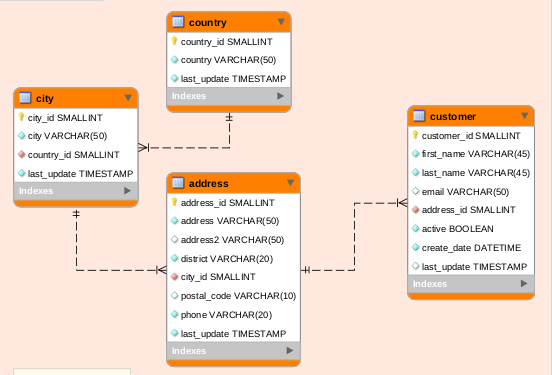 country
country_id SMALLINT
country VARCHAR(50)
last_update TIMESTAMP
Indexes
city
city_id SMALLINT
city VARCHAR(50)
country_id SMALLINT
last_update TIMESTAMP
Indexes
address
address_id SMALLINT
address VARCHAR(50)
address2 VARCHAR(50)
district VARCHAR(20)
city_id SMALLINT
postal_code VARCHAR(10)
phone VARCHAR(20)
last_update TIMESTAMP
Indexes
customer
customer_id SMALLINT
first_name VARCHAR(45)
last_name VARCHAR(45)
email VARCHAR(50)
address_id SMALLINT
active BOOLEAN
create_date DATETIME
last_update TIMESTAMP
Indexes